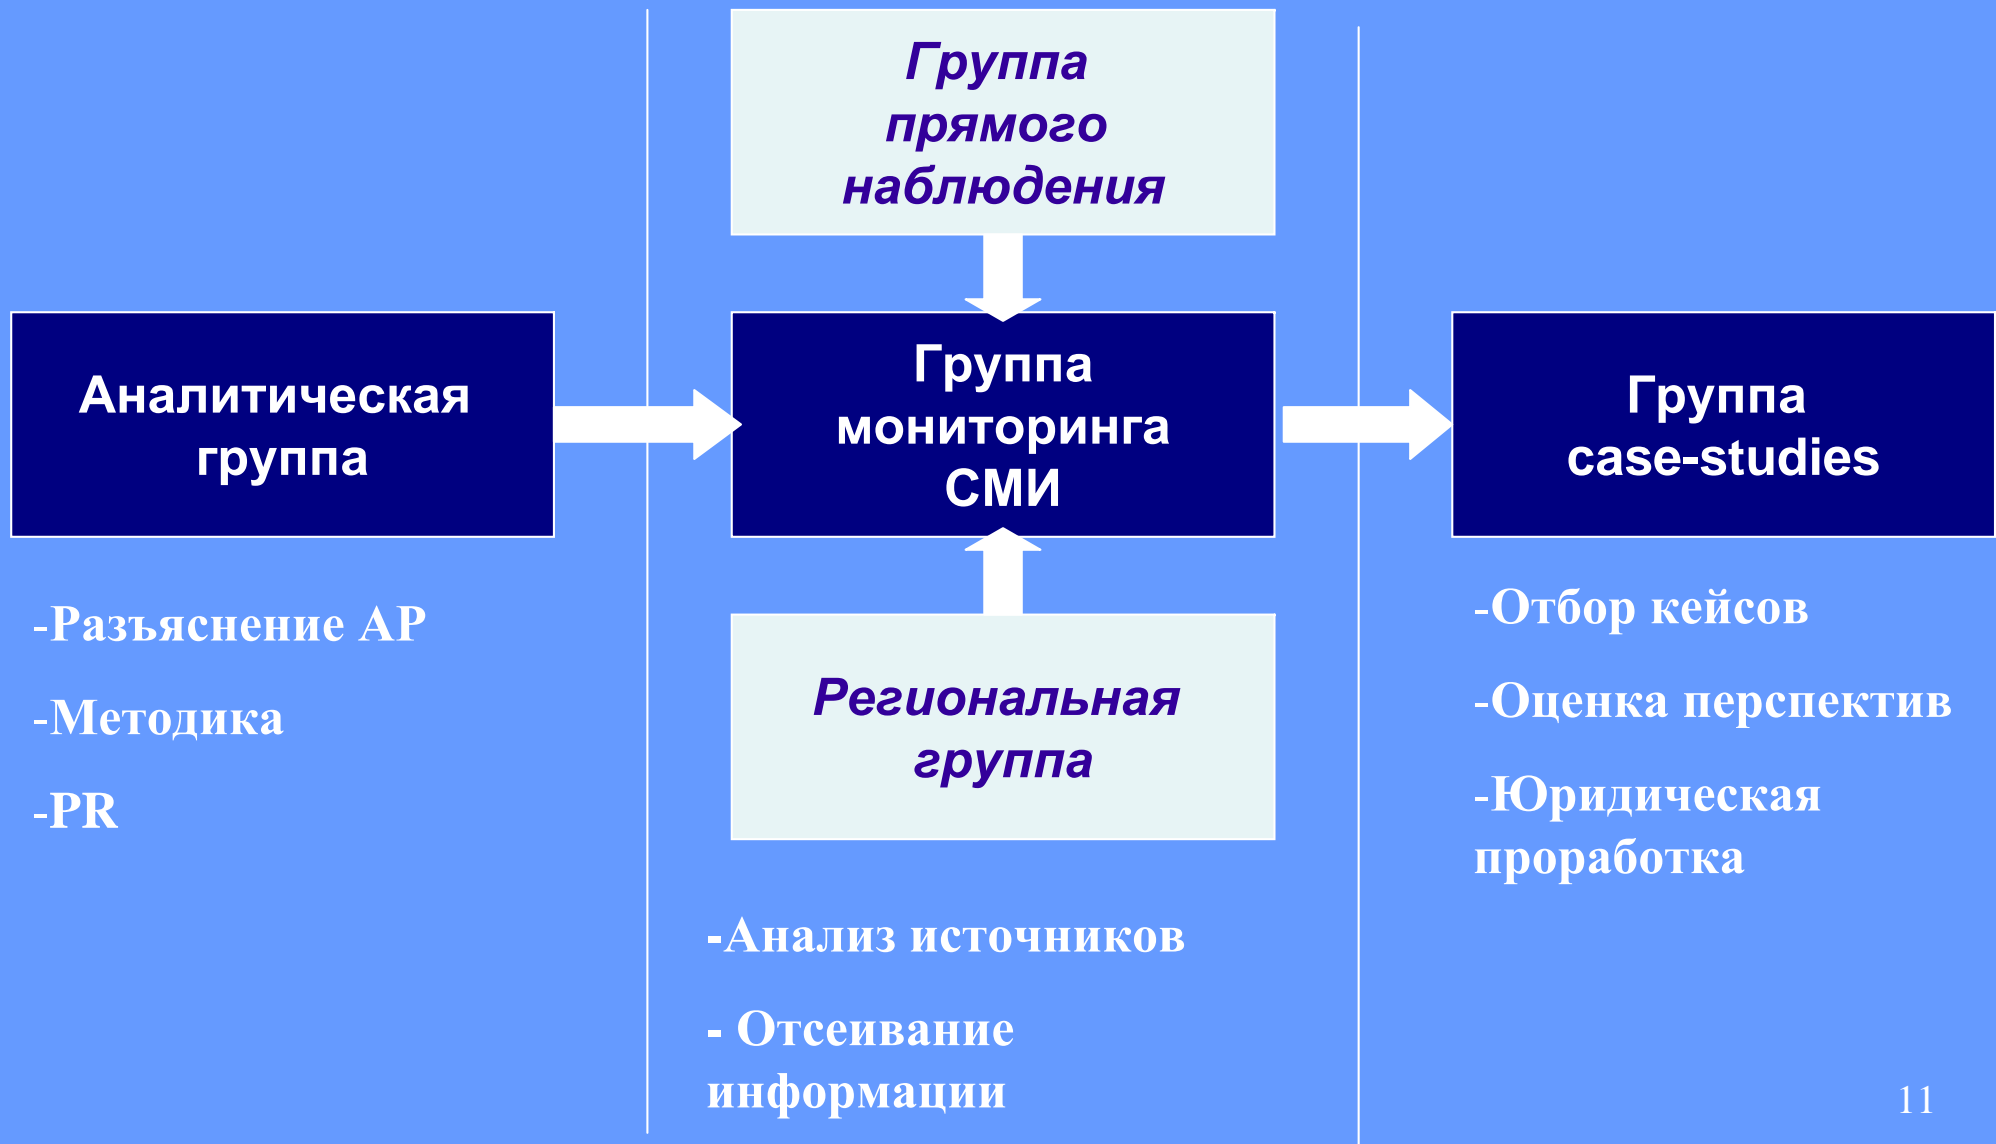 Группа
прямого
наблюдения
Аналитическая
группа
Группа
мониторинга
СМИ
Группа
case-studies
-Разъяснение АР
-Методика
-PR
Региональная
группа
-Анализ источников
- Отсеивание
информации
-Отбор кейсов
-Оценка перспектив
-Юридическая
проработка
11